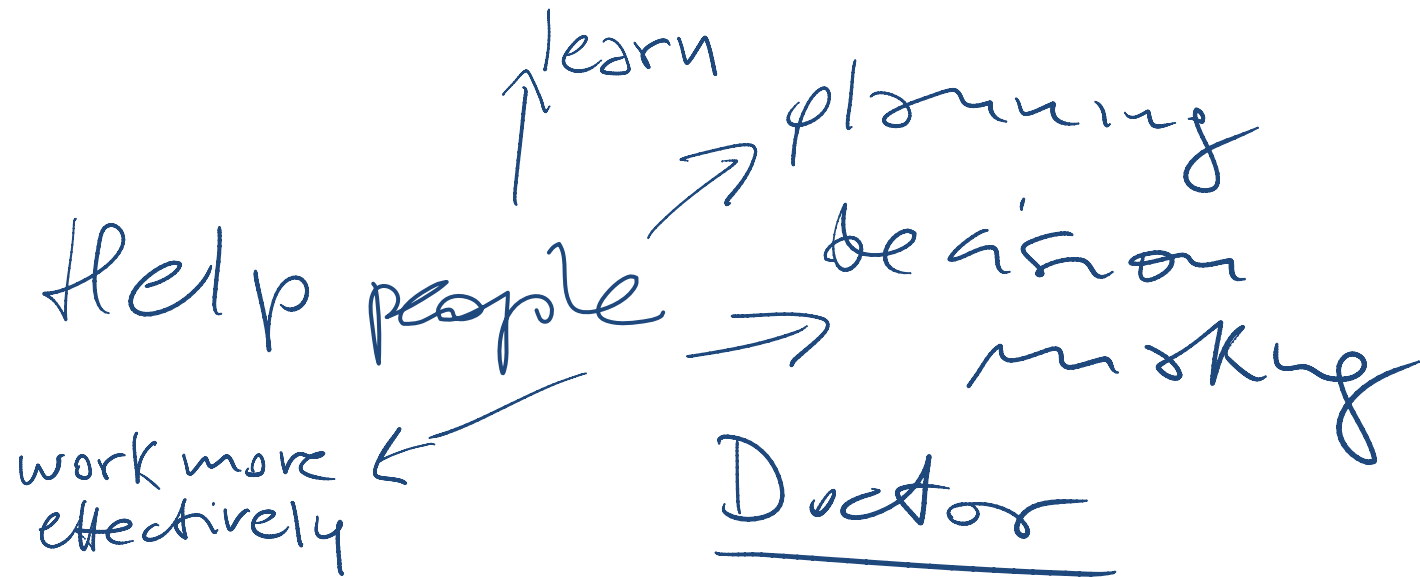 learn
planning
Help people
decision
making
work more
effectively
Doctor